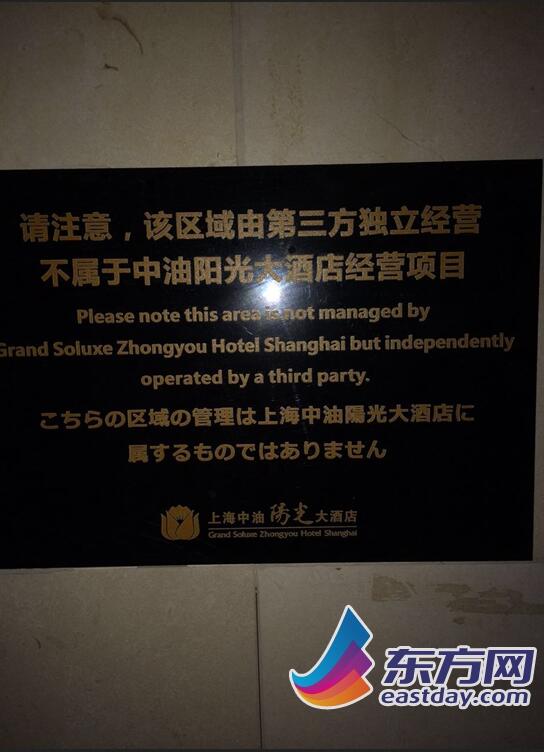 请注意，该区域由第三方独立经营
不属于中油阳光大酒店经营项目
Please note this area is not managed by
Grand Soluxe Zhongyou Hotel Shanghai but independently
operated by a third party.
こちらの区域の管理は上海中油陽光大酒店に
属するものではありません
上海中油陽光大酒店
Grand Soluxe Zhongyou Hotel Shanghai
东方网
eastday.com